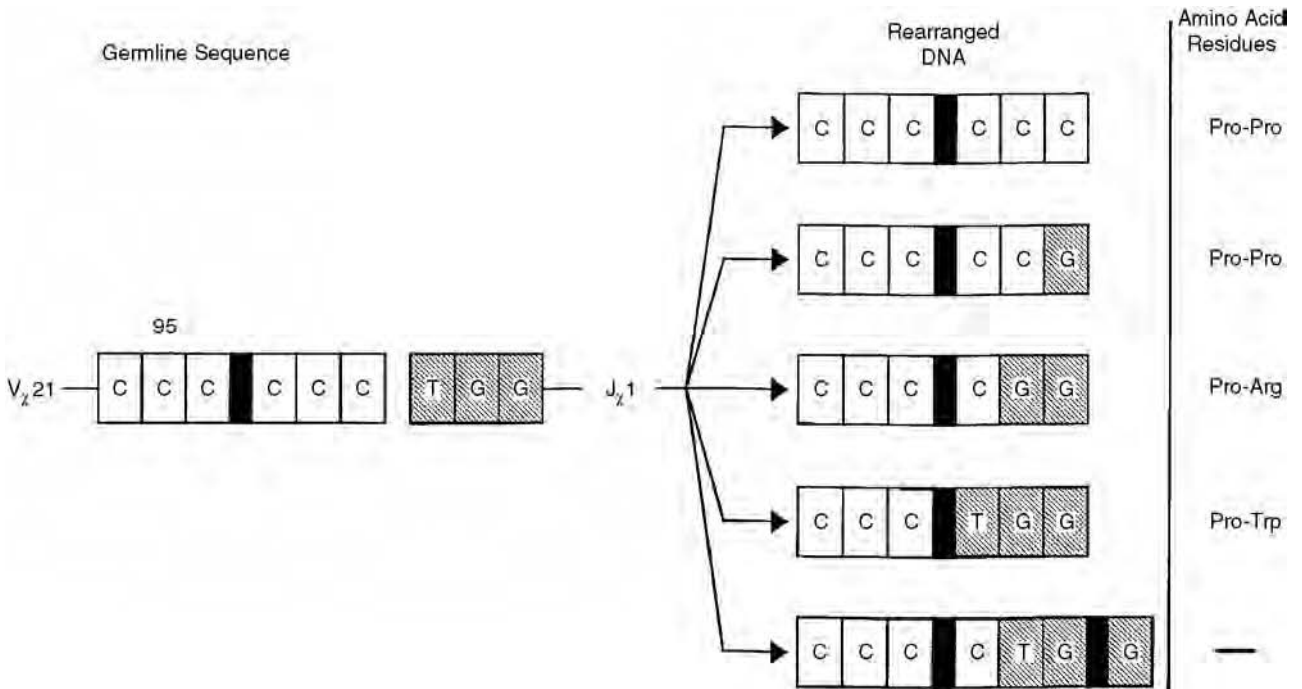 Germline Sequence
Rearranged
DNA
Amino Acid
Residues
C C C C C C
Pro-Pro
C C C C C G
Pro-Pro
95
Vχ21
C C C C C C T G G
Jχ1
C C C C G G
Pro-Arg
C C C T G G
Pro-Trp
C C C C T G G
—